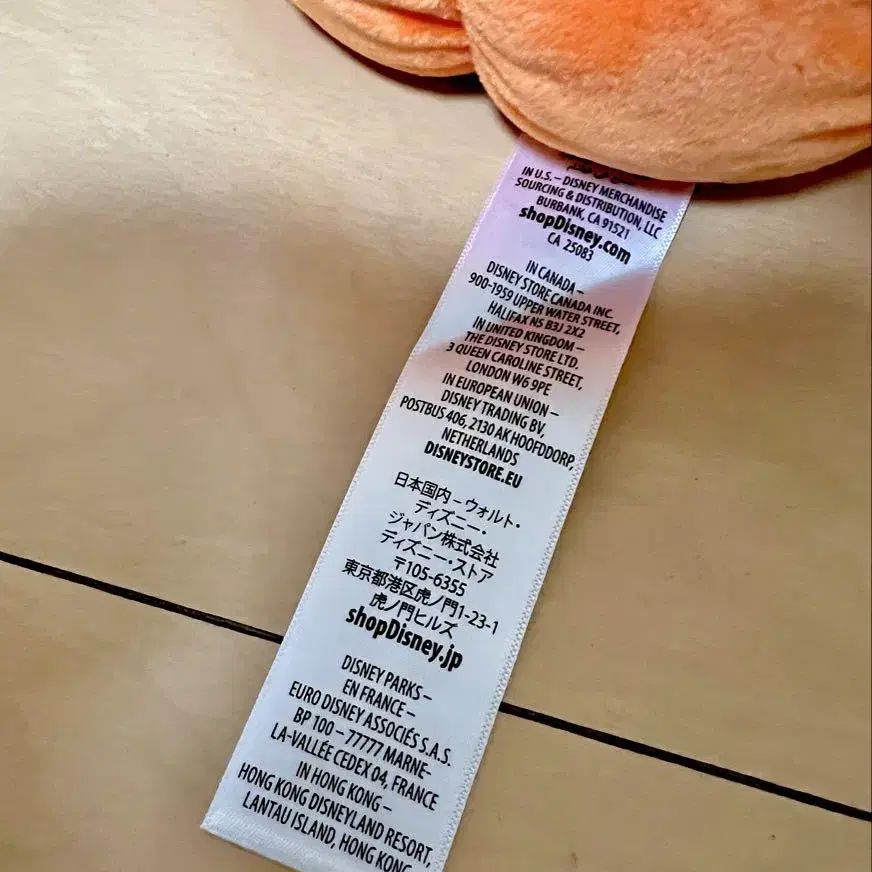 IN U.S. – DISNEY MERCHANDISE
SOURCING & DISTRIBUTION, LLC
BURBANK, CA 91521
shopDisney.com
CA 25083
IN CANADA –
DISNEY STORE CANADA INC.
900-1959 UPPER WATER STREET,
HALIFAX NS B3J 2X2
IN UNITED KINGDOM –
THE DISNEY STORE LTD.
3 QUEEN CAROLINE STREET,
LONDON W6 9PE
IN EUROPEAN UNION –
DISNEY TRADING BV,
POSTBUS 406, 2130 AK HOOFDDORP,
NETHERLANDS
DISNEYSTORE.EU
日本国内 – ウォルト・
ディズニー・
ジャパン株式会社
ディズニー・ストア
〒105-6355
東京都港区虎ノ門1-23-1
虎ノ門ヒルズ
shopDisney.jp
DISNEY PARKS –
EN FRANCE –
EURO DISNEY ASSOCIÉS S.A.S.
BP 100 – 77777 MARNE-
LA-VALLÉE CEDEX 04, FRANCE
IN HONG KONG –
HONG KONG DISNEYLAND RESORT,
LANTAU ISLAND, HONG KONG